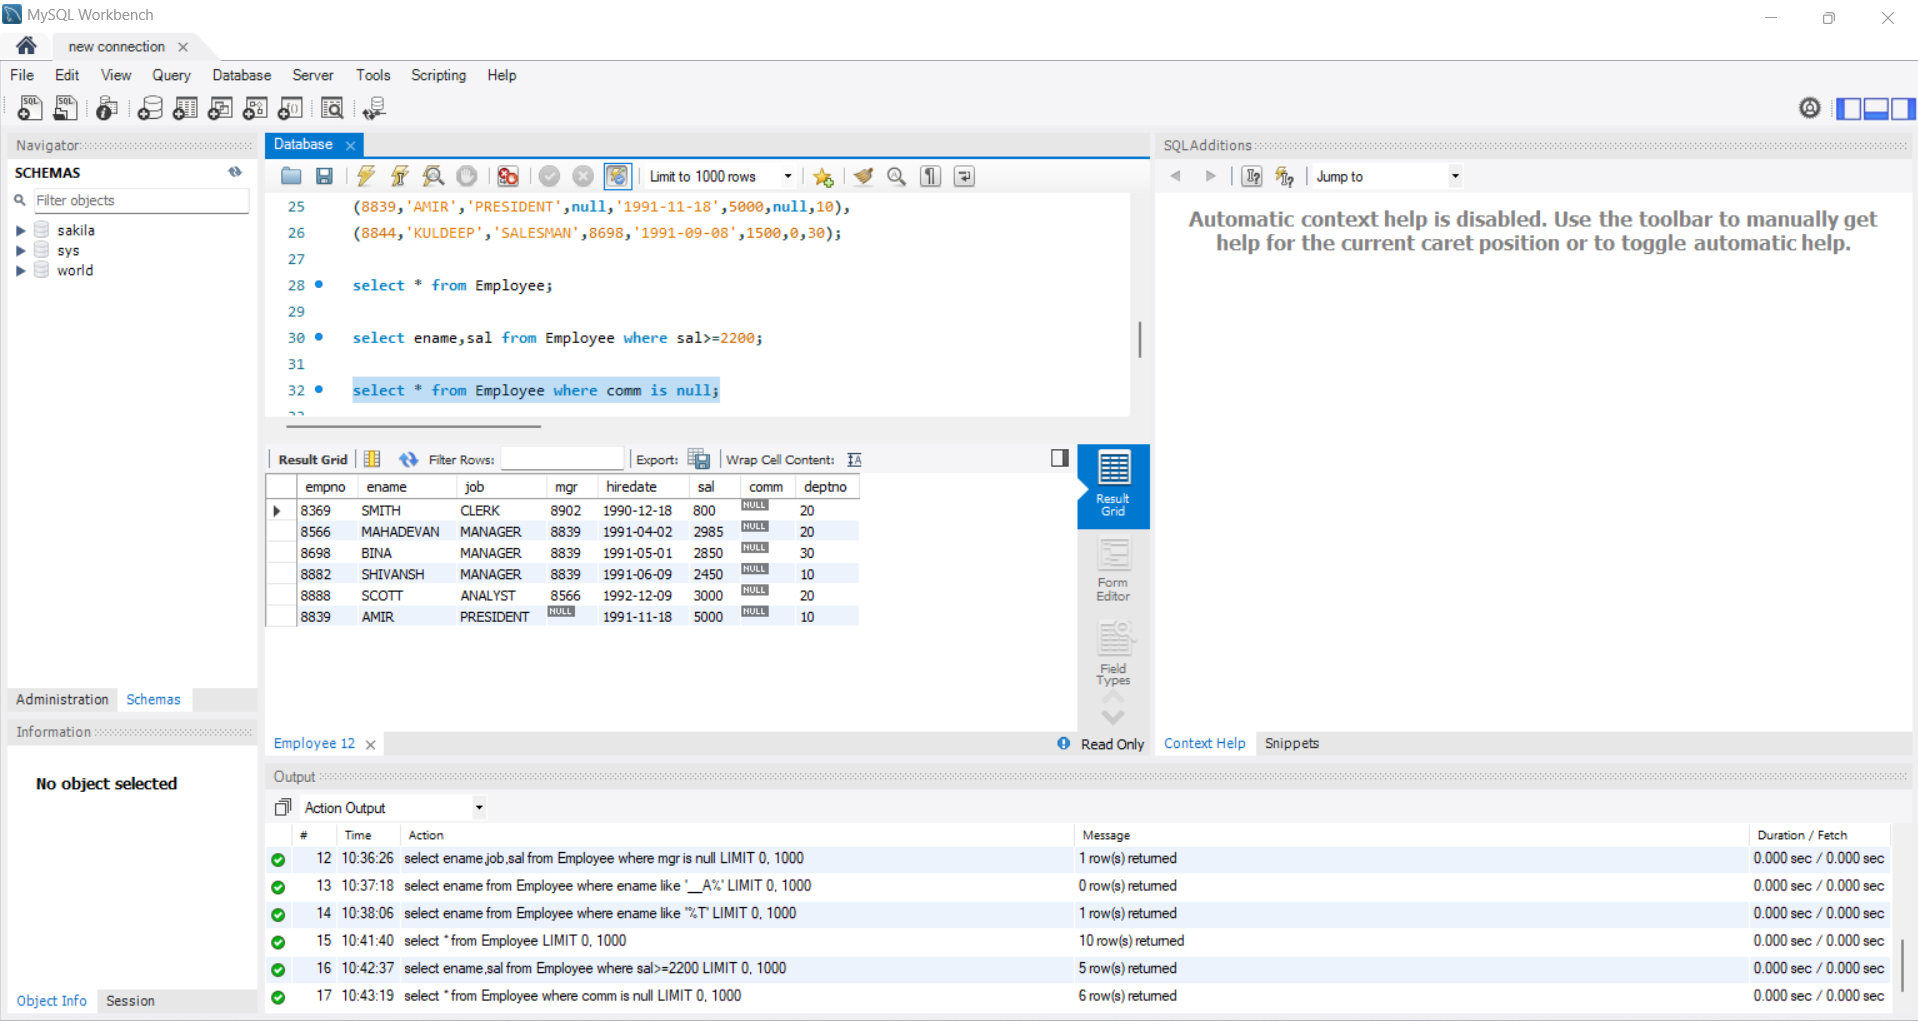 MySQL Workbench
new connection
File Edit View Query Database Server Tools Scripting Help
Navigator
SCHEMAS
Filter objects
sakila
sys
world
Administration Schemas
Information
No object selected
Object Info Session
Database
Limit to 1000 rows
25 (8839,'AMIR','PRESIDENT',null,'1991-11-18',5000,null,10),
26 (8844,'KULDEEP','SALESMAN',8698,'1991-09-08',1500,0,30);
27
28 select * from Employee;
29
30 select ename,sal from Employee where sal>=2200;
31
32 select * from Employee where comm is null;
Result Grid Filter Rows: Export: Wrap Cell Content:
empno ename job mgr hiredate sal comm deptno
8369 SMITH CLERK 8902 1990-12-18 800 NULL 20
8566 MAHADEVAN MANAGER 8839 1991-04-02 2985 NULL 20
8698 BINA MANAGER 8839 1991-05-01 2850 NULL 30
8882 SHIVANSH MANAGER 8839 1991-06-09 2450 NULL 10
8888 SCOTT ANALYST 8566 1992-12-09 3000 NULL 20
8839 AMIR PRESIDENT NULL 1991-11-18 5000 NULL 10
Result
Grid
Form
Editor
Field
Types
Employee 12
Read Only
SQLAdditions
Jump to
Automatic context help is disabled. Use the toolbar to manually get
help for the current caret position or to toggle automatic help.
Context Help Snippets
Output
Action Output
# Time Action Message Duration / Fetch
12 10:36:26 select ename,job,sal from Employee where mgr is null LIMIT 0, 1000 1 row(s) returned 0.000 sec / 0.000 sec
13 10:37:18 select ename from Employee where ename like '__A%' LIMIT 0, 1000 0 row(s) returned 0.000 sec / 0.000 sec
14 10:38:06 select ename from Employee where ename like '%T' LIMIT 0, 1000 1 row(s) returned 0.000 sec / 0.000 sec
15 10:41:40 select * from Employee LIMIT 0, 1000 10 row(s) returned 0.000 sec / 0.000 sec
16 10:42:37 select ename,sal from Employee where sal>=2200 LIMIT 0, 1000 5 row(s) returned 0.000 sec / 0.000 sec
17 10:43:19 select * from Employee where comm is null LIMIT 0, 1000 6 row(s) returned 0.000 sec / 0.000 sec